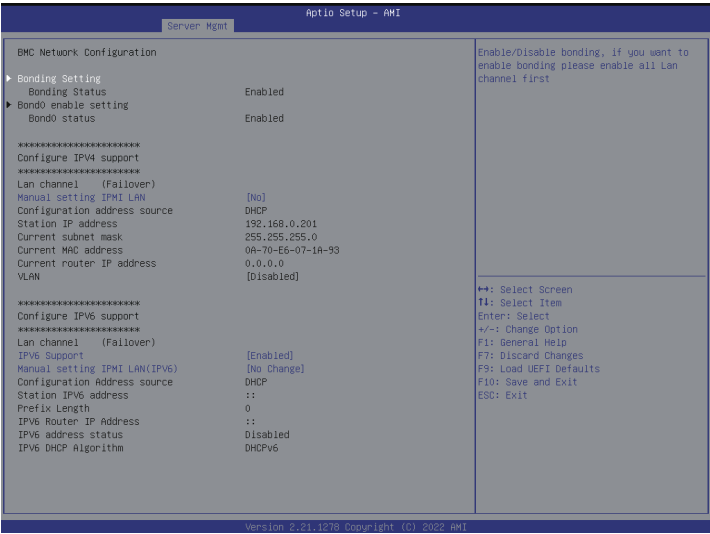 Aptio Setup – AMI
Server Mgmt
BMC Network Configuration
▶ Bonding Setting
Bonding Status Enabled
▶ Bond0 enable setting
Bond0 status Enabled
***********************
Configure IPV4 support
***********************
Lan channel (Failover)
Manual setting IPMI LAN [No]
Configuration address source DHCP
Station IP address 192.168.0.201
Current subnet mask 255.255.255.0
Current MAC address 0A-70-E6-07-1A-93
Current router IP address 0.0.0.0
VLAN [Disabled]
***********************
Configure IPV6 support
***********************
Lan channel (Failover)
IPV6 Support [Enabled]
Manual setting IPMI LAN(IPV6) [No Change]
Configuration Address source DHCP
Station IPV6 address ::
Prefix Length 0
IPV6 Router IP Address ::
IPV6 address status Disabled
IPV6 DHCP Algorithm DHCPv6
Enable/Disable bonding, if you want to
enable bonding please enable all Lan
channel first
↔: Select Screen
↑↓: Select Item
Enter: Select
+/-: Change Option
F1: General Help
F7: Discard Changes
F9: Load UEFI Defaults
F10: Save and Exit
ESC: Exit
Version 2.21.1278 Copyright (C) 2022 AMI